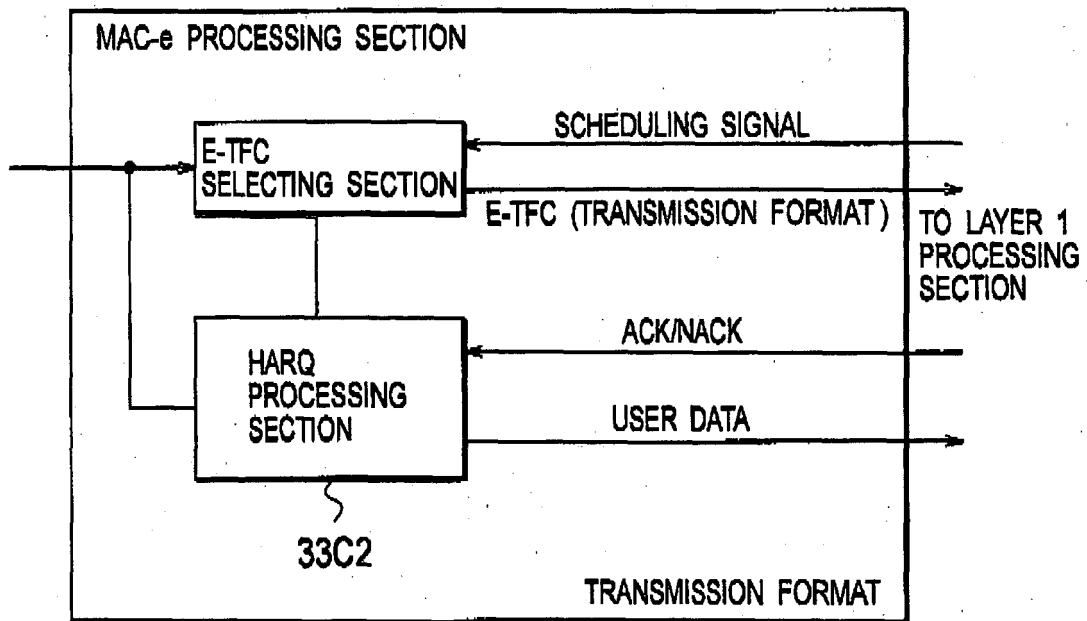 MAC-e PROCESSING SECTION
E-TFC
SELECTING SECTION
SCHEDULING SIGNAL
E-TFC (TRANSMISSION FORMAT)
TO LAYER 1
PROCESSING
SECTION
HARQ
PROCESSING
SECTION
ACK/NACK
USER DATA
33C2
TRANSMISSION FORMAT